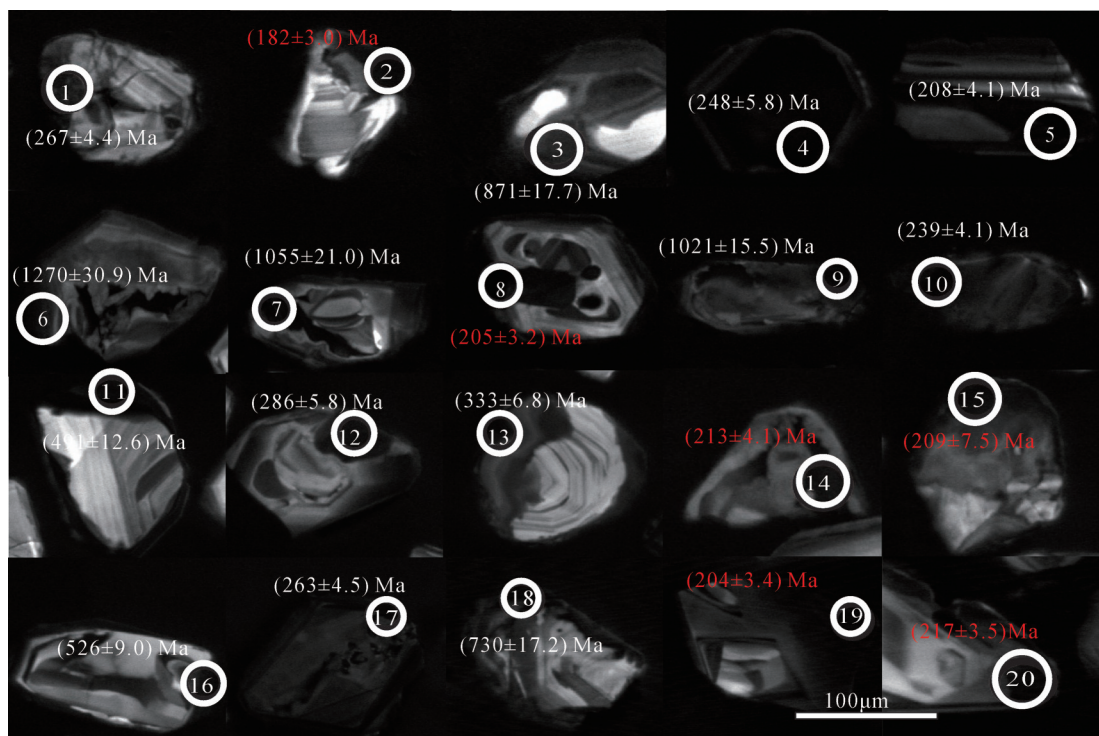 1
(267±4.4) Ma
(182±3.0) Ma
2
3
(248±5.8) Ma
4
(208±4.1) Ma
5
(1270±30.9) Ma
6
(1055±21.0) Ma
7
(871±17.7) Ma
8
(205±3.2) Ma
(1021±15.5) Ma
9
(239±4.1) Ma
10
11
(491±12.6) Ma
(286±5.8) Ma
12
(333±6.8) Ma
13
(213±4.1) Ma
14
15
(209±7.5) Ma
(526±9.0) Ma
16
(263±4.5) Ma
17
18
(730±17.2) Ma
(204±3.4) Ma
19
(217±3.5)Ma
20
100μm